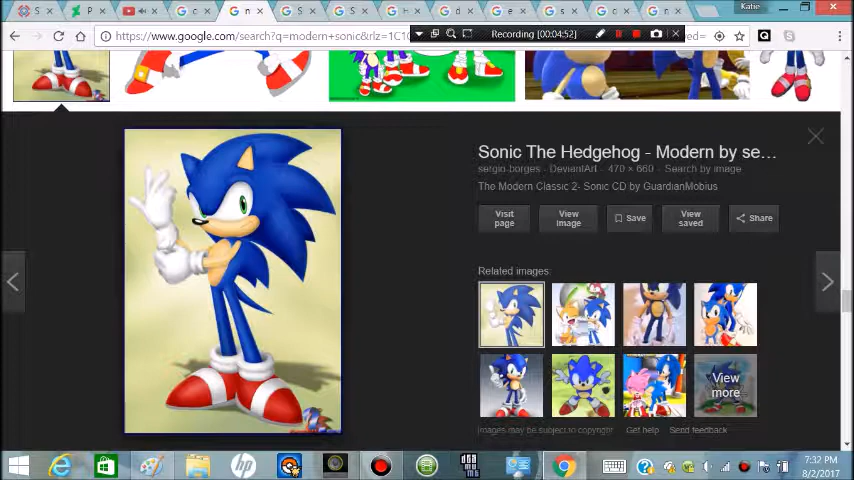 S
P
G n
S
S
H
d
e
s
c
n
Katie
https://www.google.com/search?q=modern+sonic&rlz=1C1
Recording [00:04:52]
ved=
Sonic The Hedgehog - Modern by se...
sergio-borges - DeviantArt - 470 × 660 - Search by image
The Modern Classic 2- Sonic CD by GuardianMobius
Visit page
View image
Save
View saved
Share
Related images:
View more
Images may be subject to copyright.
Get help
Send feedback
hp
7:32 PM
8/2/2017